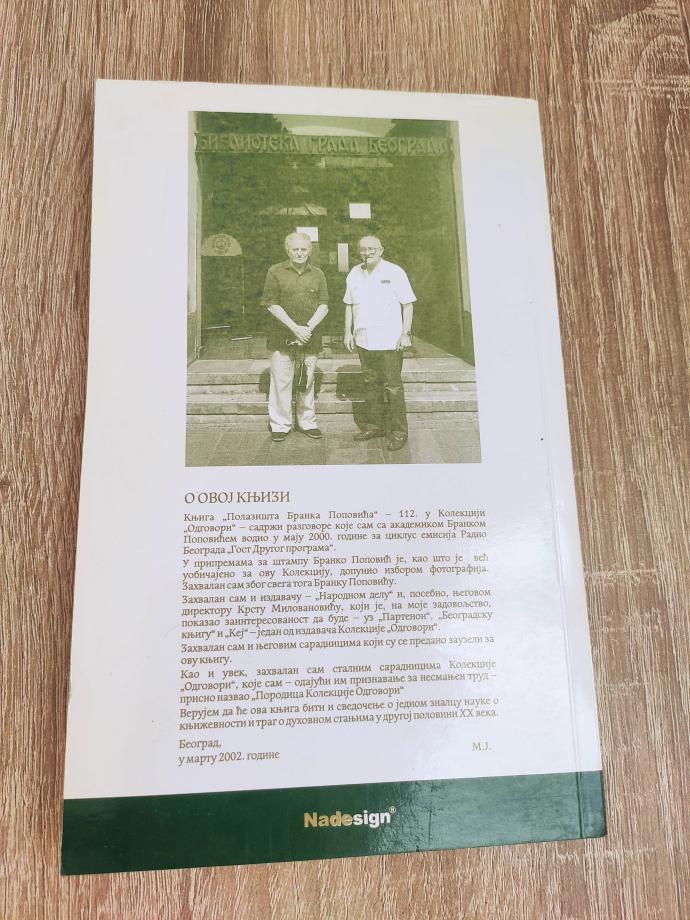 БИБЛИОТЕКА ГРАДА БЕОГРАДА
О ОВОЈ КЊИЗИ
Књига „Полазишта Бранка Поповића“ – 112. у Колекцији
„Одговори“ – садржи разговоре које сам са академиком Бранком
Поповићем водио у мају 2000. године за циклус емисија Радио
Београда „Гост Другог програма“.
У припремама за штампу Бранко Поповић је, као што је већ
уобичајено за ову Колекцију, допунио избором фотографија.
Захвалан сам због свега тога Бранку Поповићу.
Захвалан сам и издавачу – „Народном делу“ и, посебно, његовом
директору Крсту Миловановићу, који је, на моје задовољство,
показао заинтересованост да буде – уз „Партенон“, „Београдску
књигу“ и „Кеј“ – један од издавача Колекције „Одговори“.
Захвалан сам и његовим сарадницима који су се предано заузели за
ову књигу.
Као и увек, захвалан сам сталним сарадницима Колекције
„Одговори“, које сам – одајући им признавање за несмањен труд –
присно назвао „Породица Колекције Одговори“
Верујем да ће ова књига бити и сведочење о једном зналцу науке о
књижевности и траг о духовном стањима у другој половини XX века.
Београд,
у марту 2002. године
М.Ј.
Nadesign®